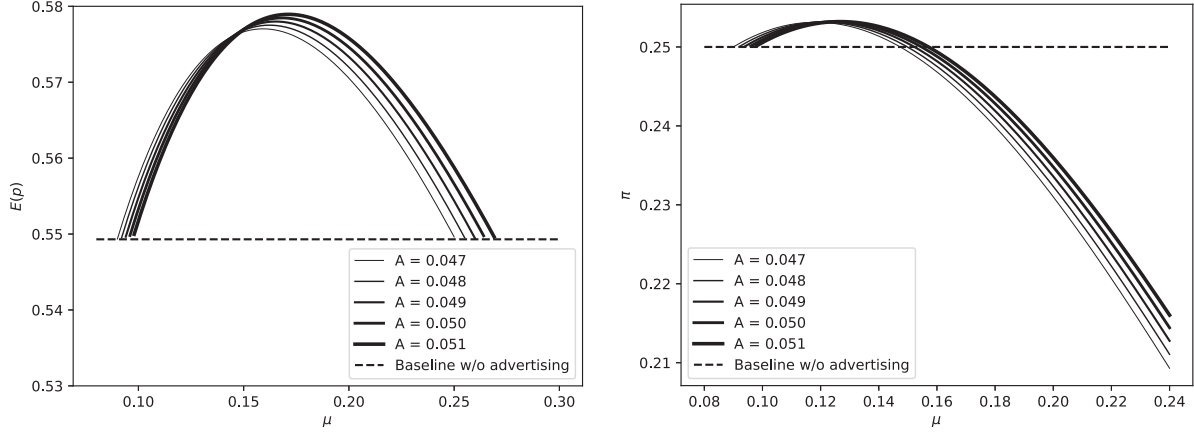 0.58
0.57
0.56
0.55
0.54
0.53
E(p)
0.10
0.15
0.20
0.25
0.30
μ
A = 0.047
A = 0.048
A = 0.049
A = 0.050
A = 0.051
Baseline w/o advertising
0.25
0.24
0.23
0.22
0.21
π
0.08
0.10
0.12
0.14
0.16
0.18
0.20
0.22
0.24
μ
A = 0.047
A = 0.048
A = 0.049
A = 0.050
A = 0.051
Baseline w/o advertising